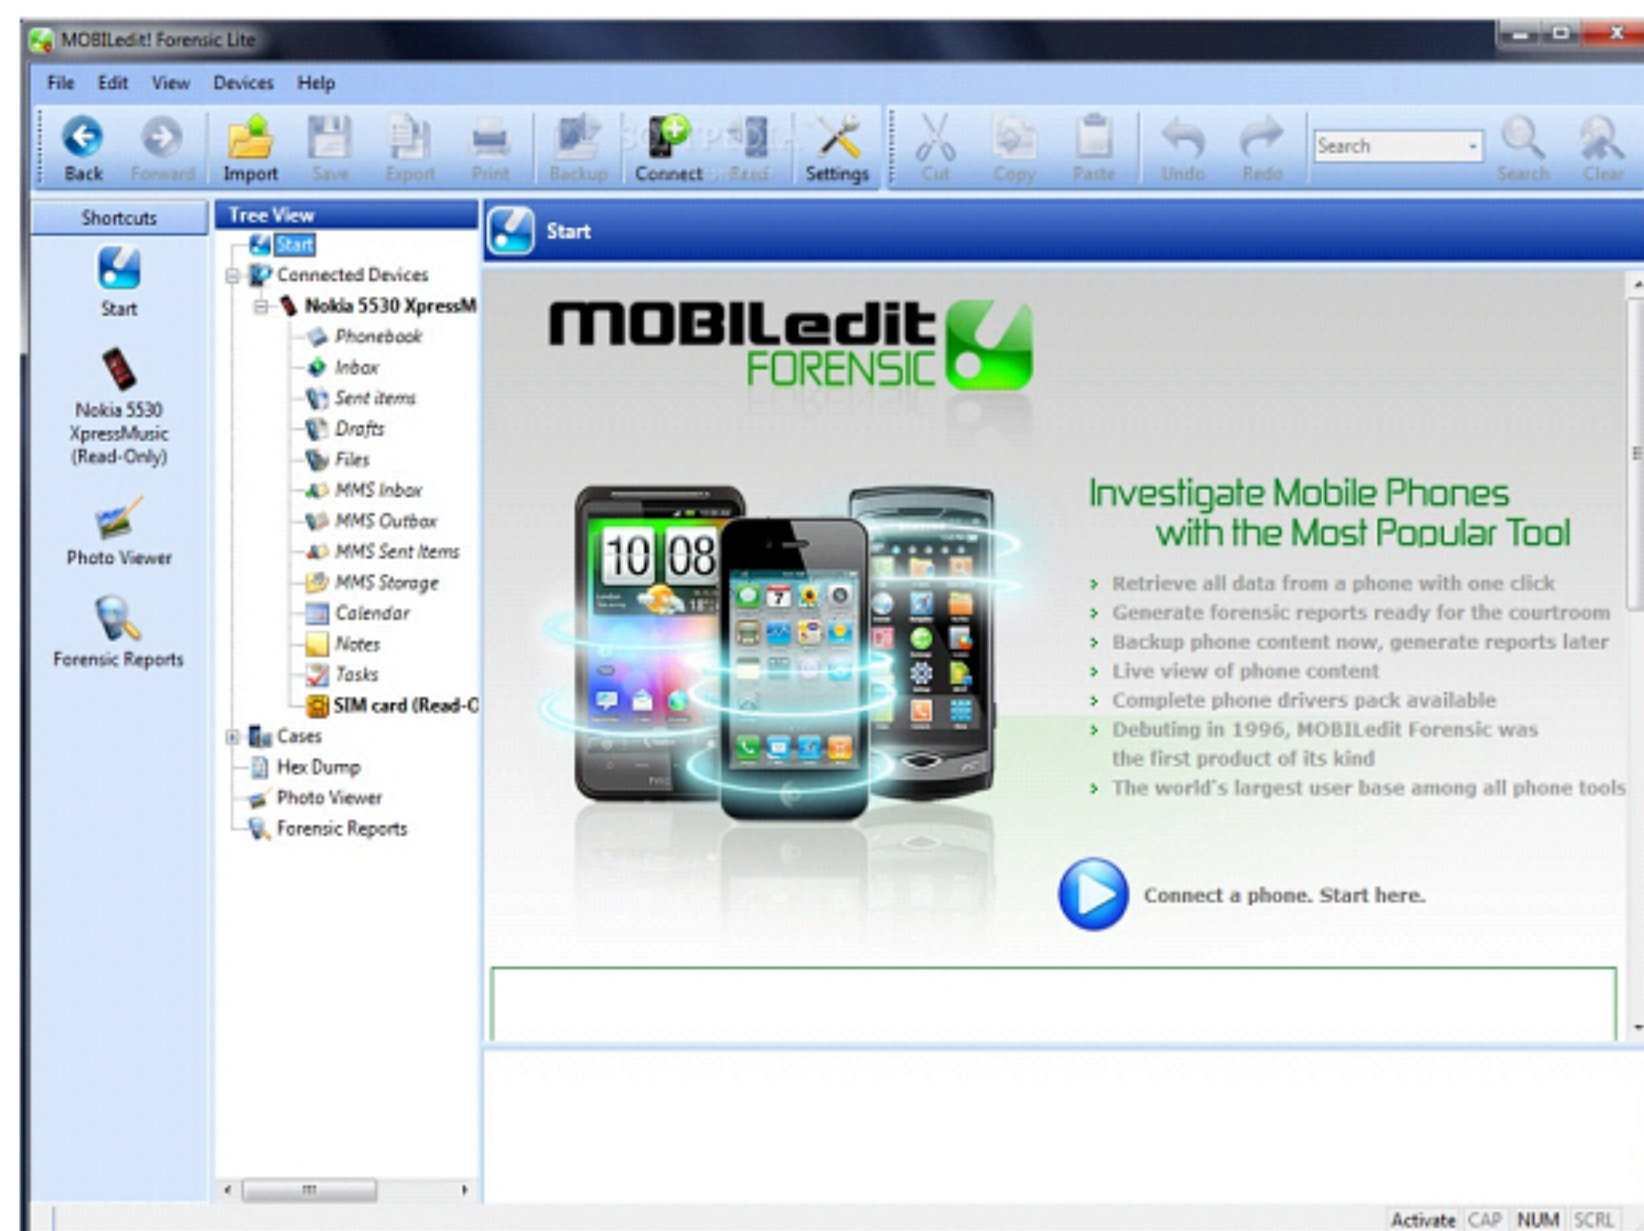 MOBILedit! Forensic Lite
File Edit View Devices Help
Back Forward Import Save Export Print Backup Connect Read Settings Cut Copy Paste Undo Redo Search Search Clear
SOFTPEDIA
Shortcuts
Start
Nokia 5530
XpressMusic
(Read-Only)
Photo Viewer
Forensic Reports
Tree View
Start
Connected Devices
Nokia 5530 XpressM
Phonebook
Inbox
Sent items
Drafts
Files
MMS Inbox
MMS Outbox
MMS Sent Items
MMS Storage
Calendar
Notes
Tasks
SIM card (Read-O
Cases
Hex Dump
Photo Viewer
Forensic Reports
Start
MOBILedit
FORENSIC
10 08
7
htc
Investigate Mobile Phones
with the Most Popular Tool
Retrieve all data from a phone with one click
Generate forensic reports ready for the courtroom
Backup phone content now, generate reports later
Live view of phone content
Complete phone drivers pack available
Debuting in 1996, MOBILedit Forensic was
the first product of its kind
The world's largest user base among all phone tools
Connect a phone. Start here.
Activate CAP NUM SCRL